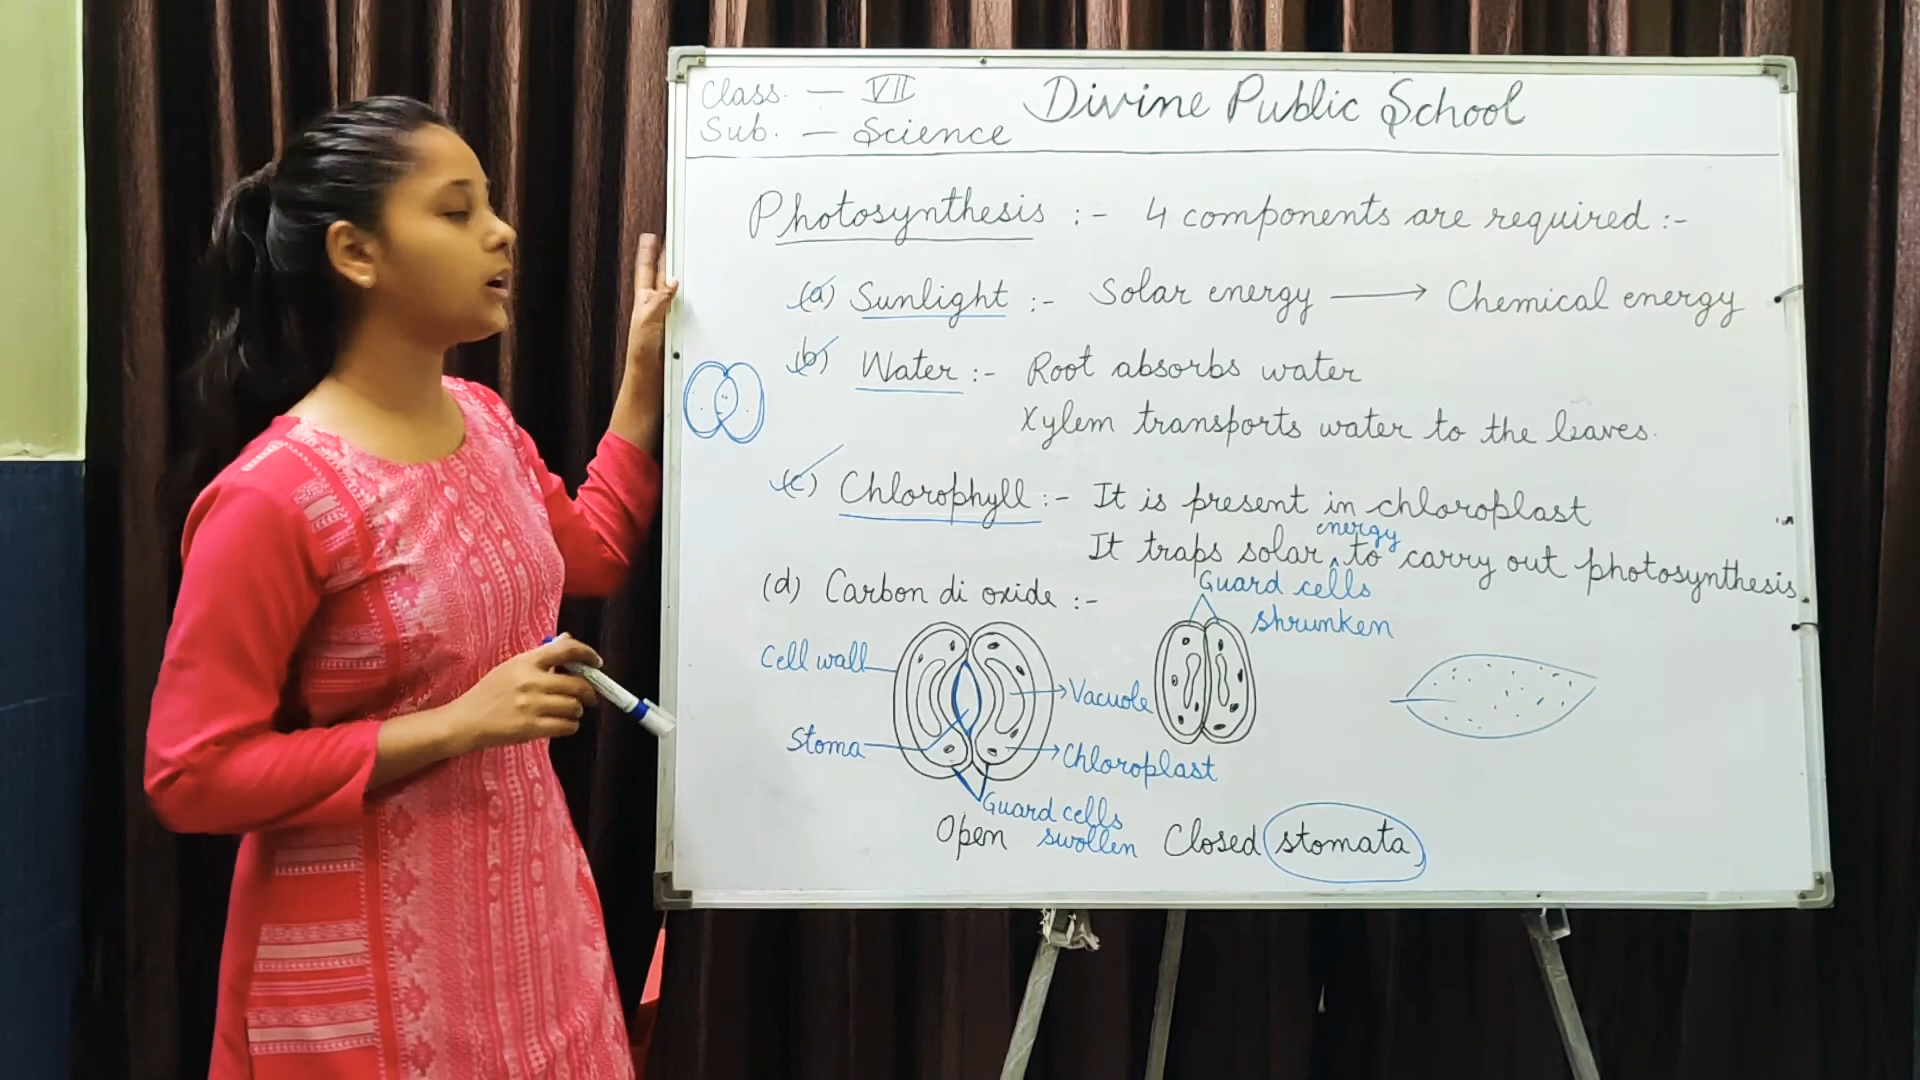 Class. — VII
Sub. — Science
Divine Public School
Photosynthesis :- 4 components are required :-
(a) Sunlight :- Solar energy → Chemical energy
(b) Water :- Root absorbs water
Xylem transports water to the leaves.
(c) Chlorophyll :- It is present in chloroplast
energy
It traps solar ^ to carry out photosynthesis
(d) Carbon di oxide :-
Guard cells
shrunken
Cell wall
Vacuole
Stoma
Chloroplast
Guard cells
swollen
Open
Closed stomata